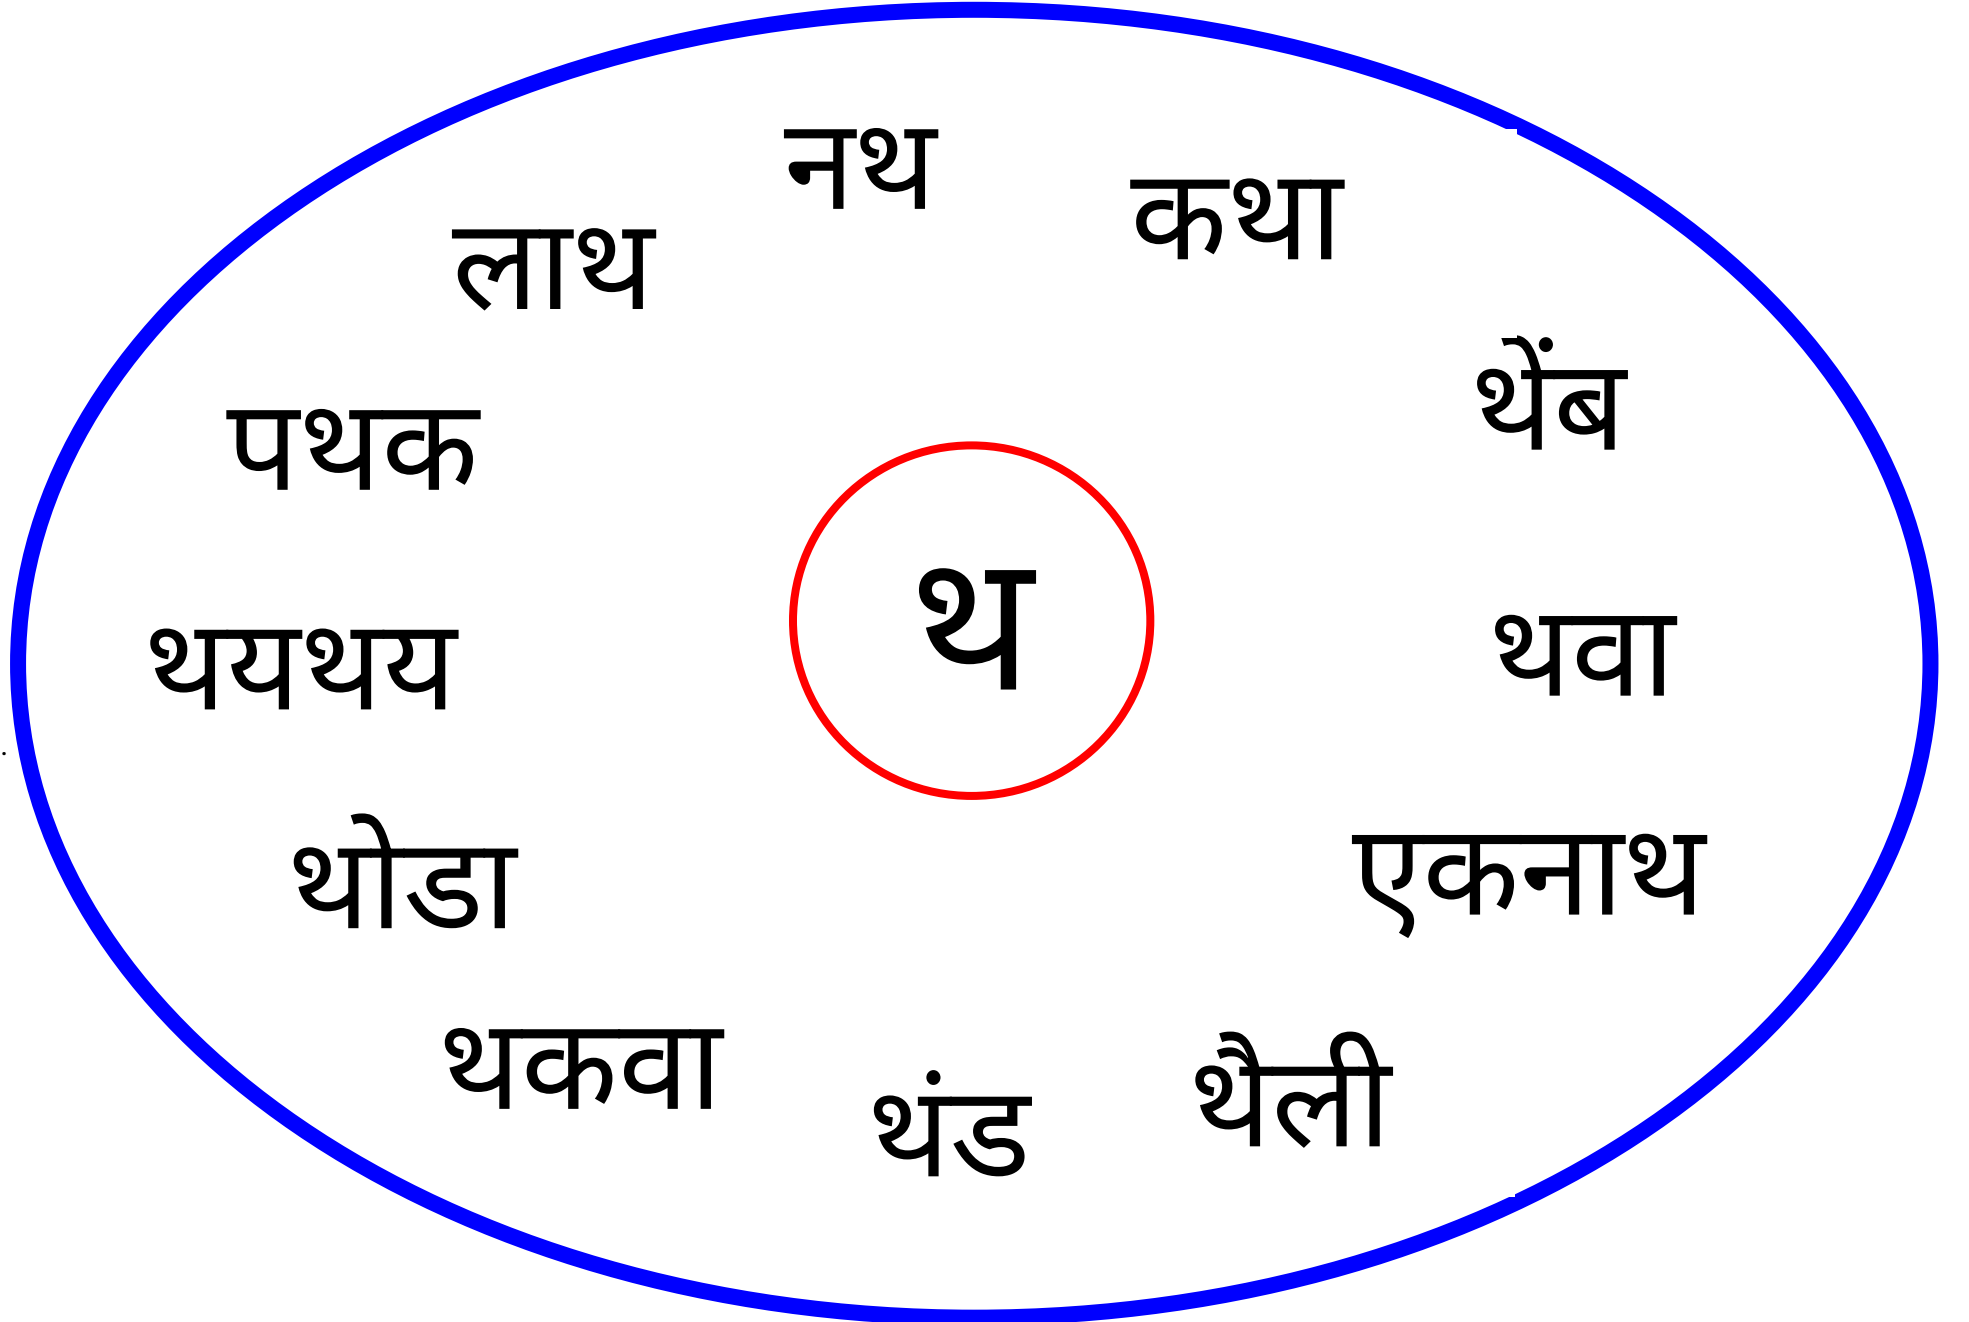 नथ
कथा
लाथ
थेंब
पथक
थ
थवा
थयथय
एकनाथ
थोडा
थकवा
थैली
थंड